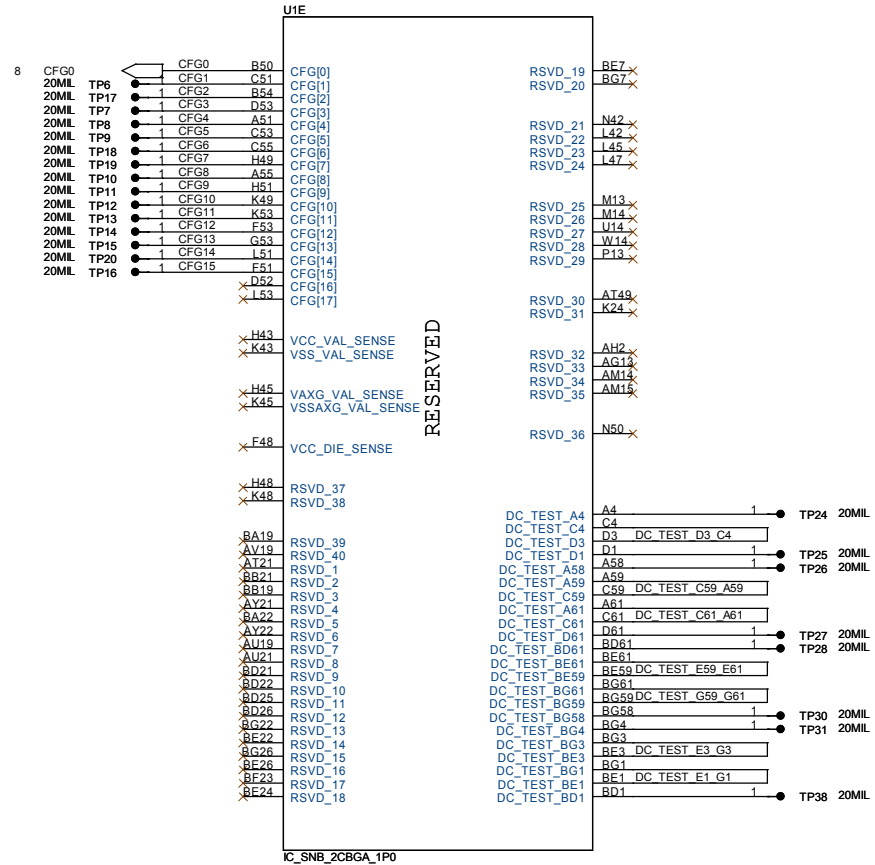 U1E
8 CFG0 CFG0 B50 CFG[0]
20MIL TP6 1 CFG1 C51 CFG[1]
20MIL TP17 1 CFG2 B54 CFG[2]
20MIL TP7 1 CFG3 D53 CFG[3]
20MIL TP8 1 CFG4 A51 CFG[4]
20MIL TP9 1 CFG5 C53 CFG[5]
20MIL TP18 1 CFG6 C55 CFG[6]
20MIL TP19 1 CFG7 H49 CFG[7]
20MIL TP10 1 CFG8 A55 CFG[8]
20MIL TP11 1 CFG9 H51 CFG[9]
20MIL TP12 1 CFG10 K49 CFG[10]
20MIL TP13 1 CFG11 K53 CFG[11]
20MIL TP14 1 CFG12 F53 CFG[12]
20MIL TP15 1 CFG13 G53 CFG[13]
20MIL TP20 1 CFG14 L51 CFG[14]
20MIL TP16 1 CFG15 F51 CFG[15]
D52 CFG[16]
L53 CFG[17]
H43 VCC_VAL_SENSE
K43 VSS_VAL_SENSE
H45 VAXG_VAL_SENSE
K45 VSSAXG_VAL_SENSE
F48 VCC_DIE_SENSE
H48 RSVD_37
K48 RSVD_38
BA19 RSVD_39
AV19 RSVD_40
AT21 RSVD_1
BB21 RSVD_2
BB19 RSVD_3
AY21 RSVD_4
BA22 RSVD_5
AY22 RSVD_6
AU19 RSVD_7
AU21 RSVD_8
BD21 RSVD_9
BD22 RSVD_10
BD25 RSVD_11
BD26 RSVD_12
BG22 RSVD_13
BE22 RSVD_14
BG26 RSVD_15
BE26 RSVD_16
BF23 RSVD_17
BE24 RSVD_18
RESERVED
RSVD_19 BE7
RSVD_20 BG7
RSVD_21 N42
RSVD_22 L42
RSVD_23 L45
RSVD_24 L47
RSVD_25 M13
RSVD_26 M14
RSVD_27 U14
RSVD_28 W14
RSVD_29 P13
RSVD_30 AT49
RSVD_31 K24
RSVD_32 AH2
RSVD_33 AG13
RSVD_34 AM14
RSVD_35 AM15
RSVD_36 N50
DC_TEST_A4 A4 1 TP24 20MIL
DC_TEST_C4 C4
DC_TEST_D3 D3 DC_TEST_D3_C4
DC_TEST_D1 D1 1 TP25 20MIL
DC_TEST_A58 A58 1 TP26 20MIL
DC_TEST_A59 A59
DC_TEST_C59 C59 DC_TEST_C59_A59
DC_TEST_A61 A61
DC_TEST_C61 C61 DC_TEST_C61_A61
DC_TEST_D61 D61 1 TP27 20MIL
DC_TEST_BD61 BD61 1 TP28 20MIL
DC_TEST_BE61 BE61
DC_TEST_BE59 BE59 DC_TEST_E59_E61
DC_TEST_BG61 BG61
DC_TEST_BG59 BG59 DC_TEST_G59_G61
DC_TEST_BG58 BG58 1 TP30 20MIL
DC_TEST_BG4 BG4 1 TP31 20MIL
DC_TEST_BG3 BG3
DC_TEST_BE3 BE3 DC_TEST_E3_G3
DC_TEST_BG1 BG1
DC_TEST_BE1 BE1 DC_TEST_E1_G1
DC_TEST_BD1 BD1 1 TP38 20MIL
IC_SNB_2CBGA_1P0